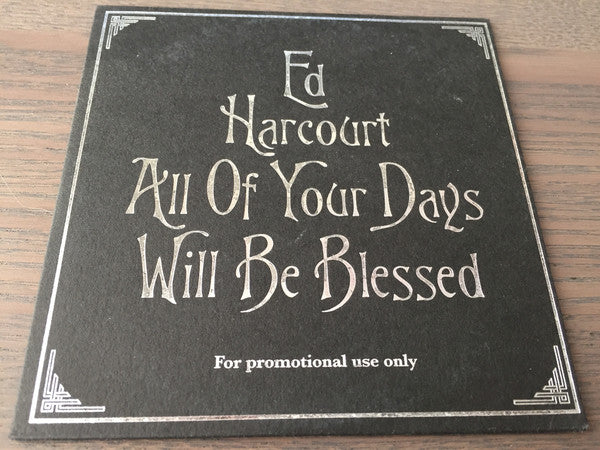 Ed
Harcourt
All Of Your Days
Will Be Blessed
For promotional use only